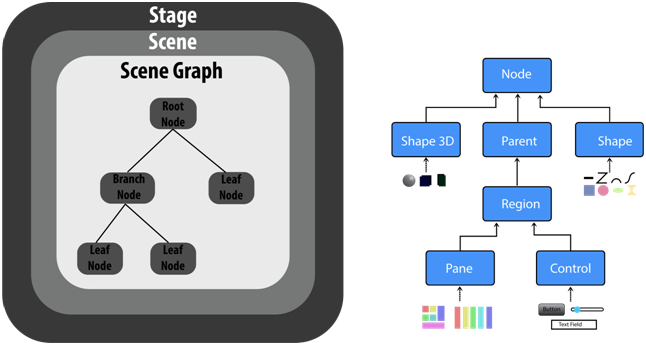 Stage
Scene
Scene Graph
Root
Node
Branch
Node
Leaf
Node
Leaf
Node
Leaf
Node
Node
Shape 3D
Parent
Shape
Region
Pane
Control
Button
Text Field